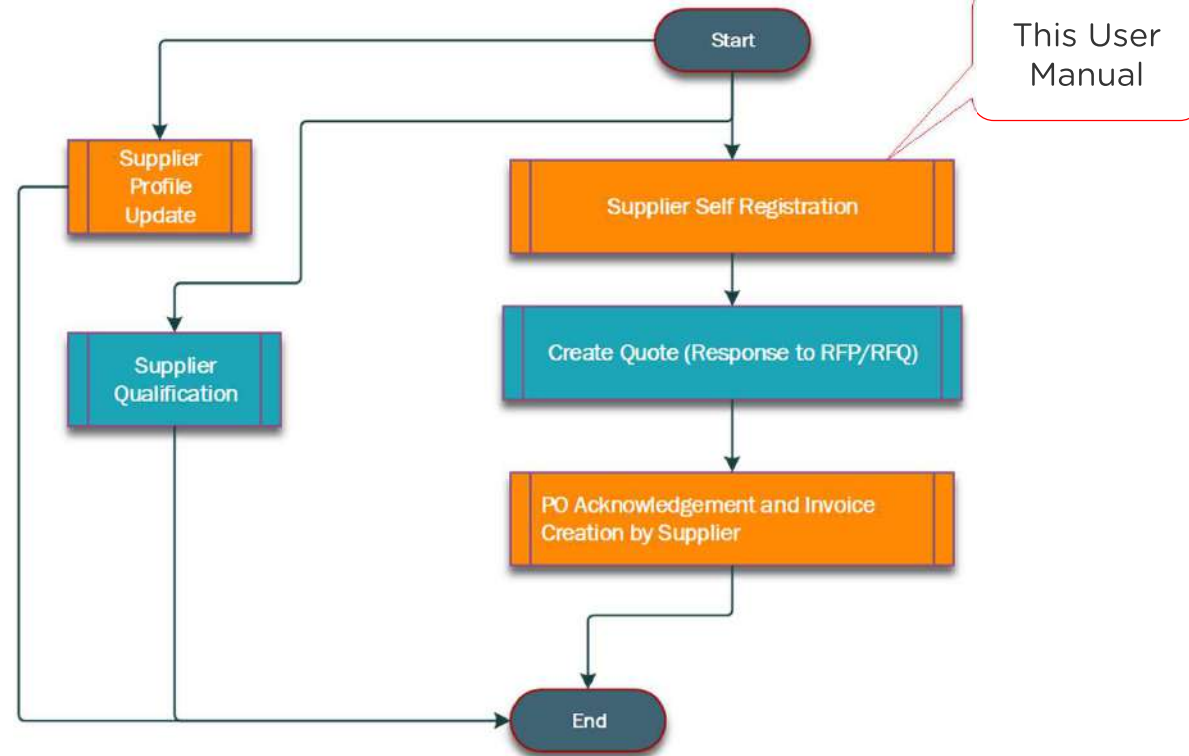 Start
This User
Manual
Supplier
Profile
Update
Supplier Self Registration
Supplier
Qualification
Create Quote (Response to RFP/RFQ)
PO Acknowledgement and Invoice
Creation by Supplier
End